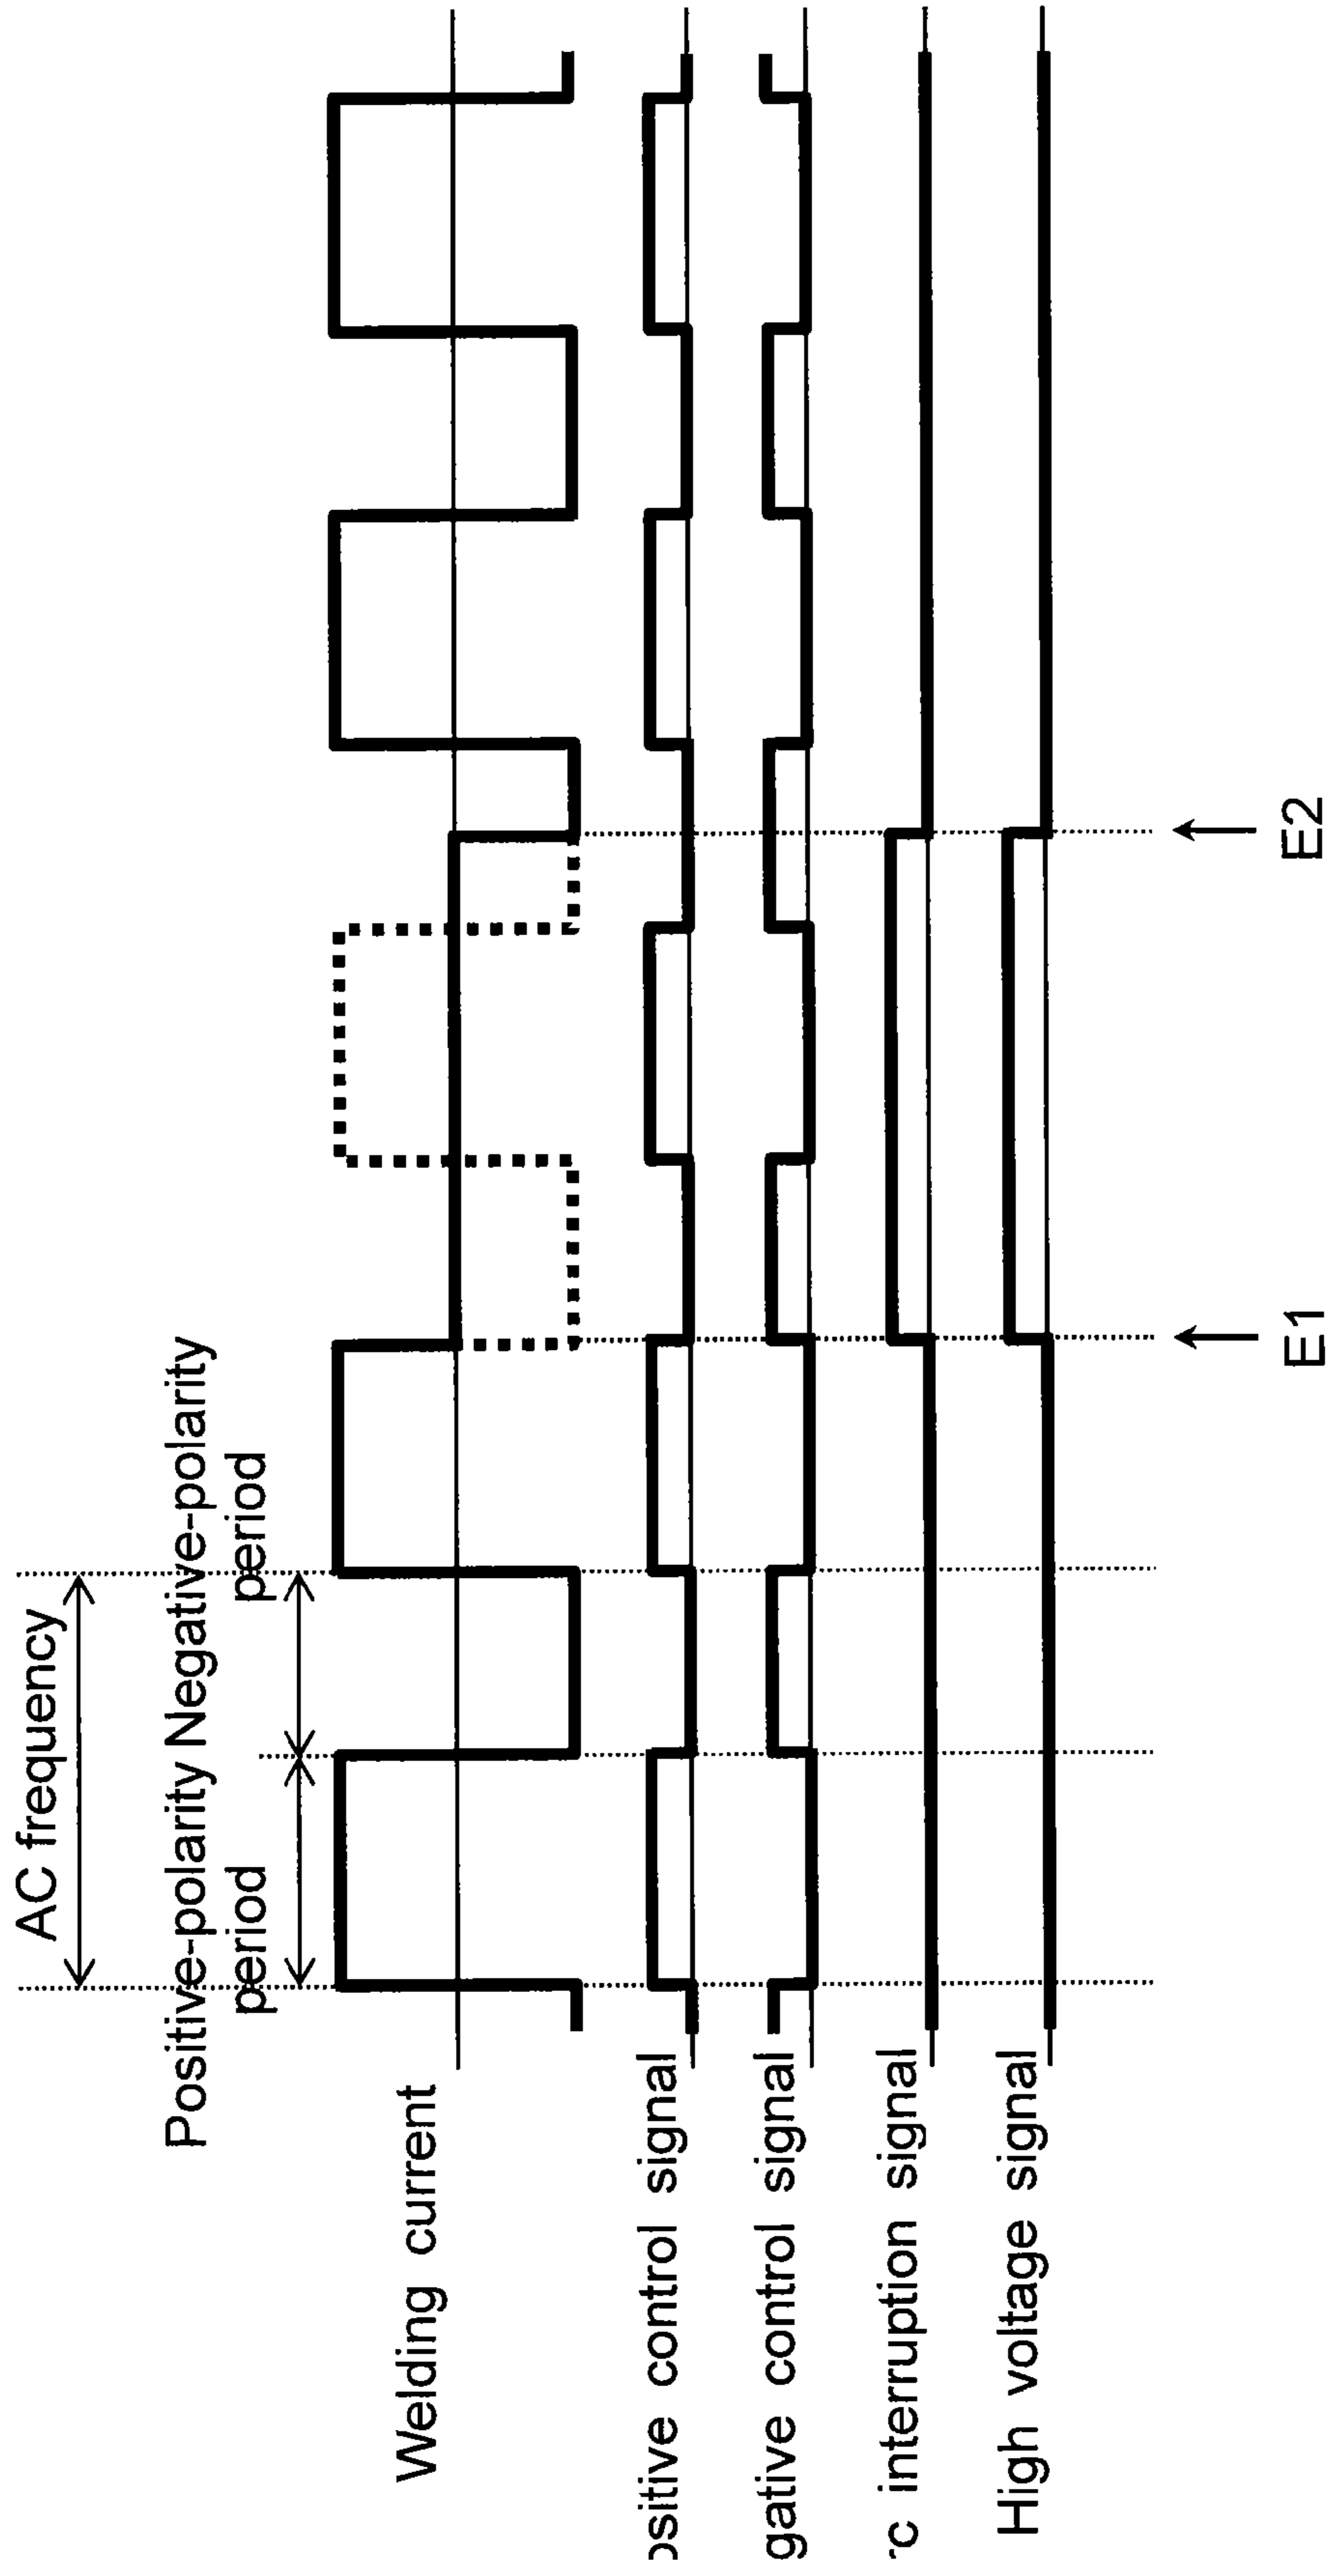 AC frequency
Positive-polarity Negative-polarity
period period
Welding current
ositive control signal
gative control signal
rc interruption signal
High voltage signal
E1 E2